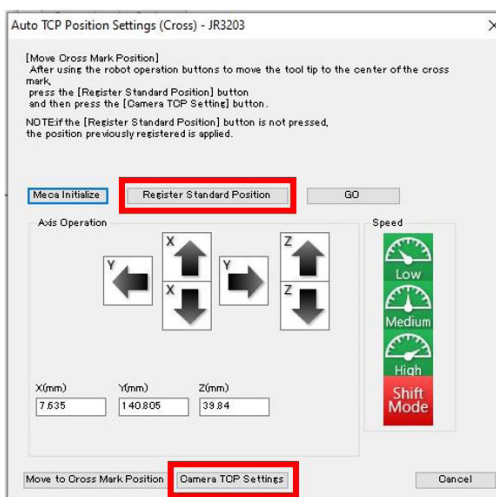 Auto TCP Position Settings (Cross) - JR3203
[Move Cross Mark Position]
After using the robot operation buttons to move the tool tip to the center of the cross
mark,
press the [Register Standard Position] button
and then press the [Camera TCP Setting] button.
NOTE:if the [Register Standard Position] button is not pressed,
the position previously registered is applied.
Meca Initialize
Register Standard Position
GO
Axis Operation
Speed
X
Z
Y
Y
X
Z
Low
Medium
High
Shift
Mode
X(mm)
Y(mm)
Z(mm)
7.635
140.805
39.84
Move to Cross Mark Position
Camera TCP Settings
Cancel